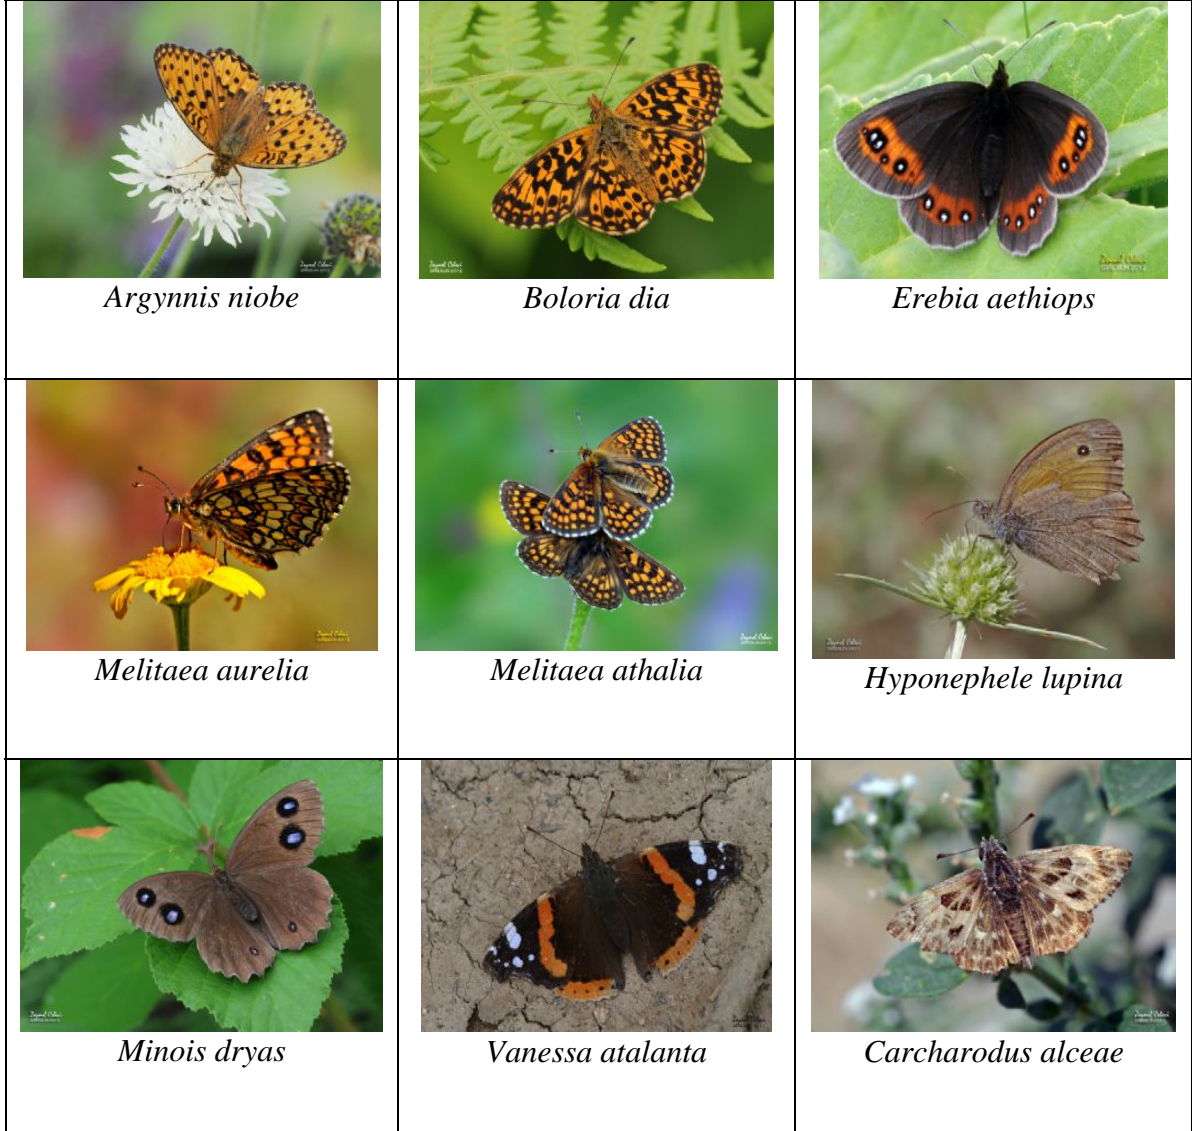 Argynnis niobe
Boloria dia
Erebia aethiops
Melitaea aurelia
Melitaea athalia
Hyponephele lupina
Minois dryas
Vanessa atalanta
Carcharodus alceae